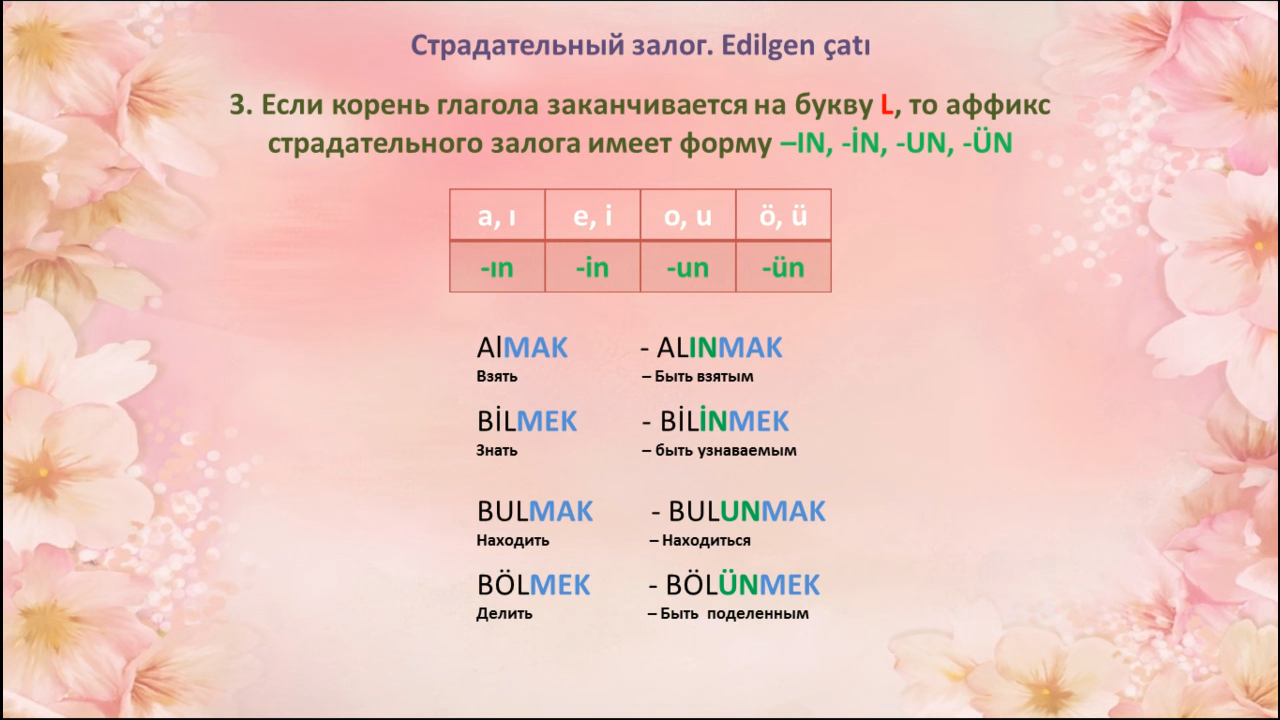 Страдательный залог. Edilgen çatı
3. Если корень глагола заканчивается на букву L, то аффикс
страдательного залога имеет форму –IN, -İN, -UN, -ÜN
a, ı e, i o, u ö, ü
-ın -in -un -ün
AlMAK - ALINMAK
Взять – Быть взятым
BİLMEK - BİLİNMEK
Знать – быть узнаваемым
BULMAK - BULUNMAK
Находить – Находиться
BÖLMEK - BÖLÜNMEK
Делить – Быть поделенным